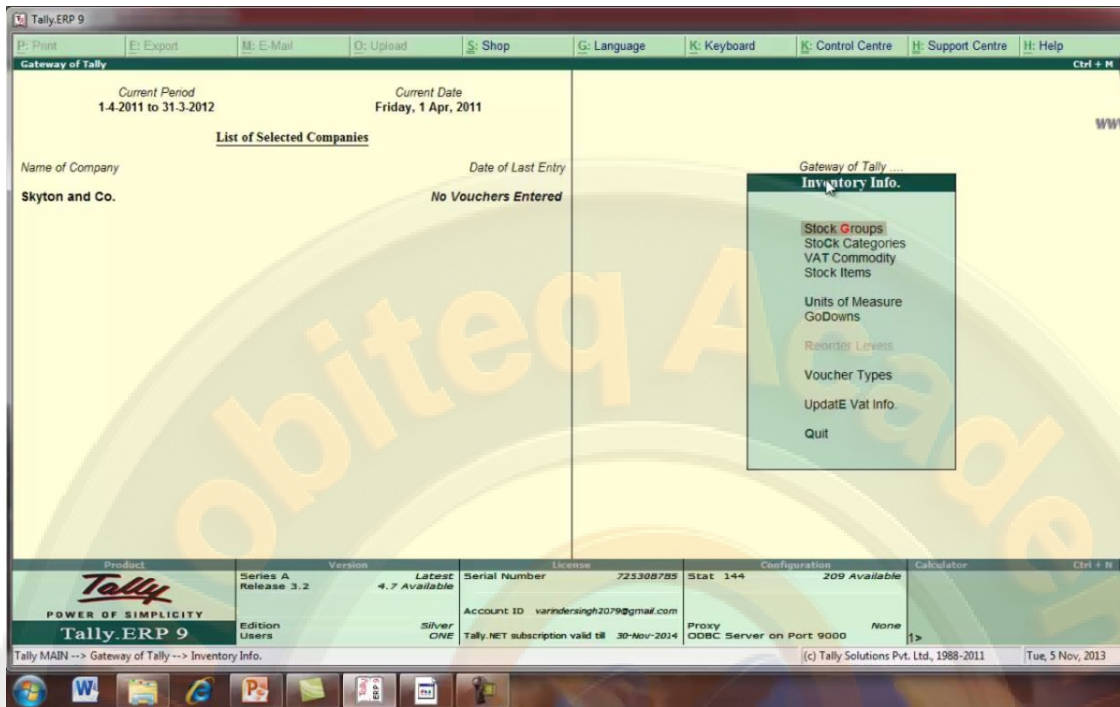 Tally.ERP 9
P: Print E: Export M: E-Mail O: Upload S: Shop G: Language K: Keyboard K: Control Centre H: Support Centre H: Help
Gateway of Tally Ctrl + M
Current Period Current Date
1-4-2011 to 31-3-2012 Friday, 1 Apr, 2011
List of Selected Companies
Name of Company Date of Last Entry
Skyton and Co. No Vouchers Entered
Gateway of Tally ....
Inventory Info.
Stock Groups
StoCk Categories
VAT Commodity
Stock Items
Units of Measure
GoDowns
Reorder Levels
Voucher Types
UpdatE Vat Info.
Quit
Product Version License Configuration Calculator Ctrl + N
Tally
POWER OF SIMPLICITY
Tally.ERP 9
Series A Latest
Release 3.2 4.7 Available
Edition Silver
Users ONE
Serial Number 725308785
Account ID varindersingh2079@gmail.com
Tally.NET subscription valid till 30-Nov-2014
Stat 144 209 Available
Proxy None
ODBC Server on Port 9000
1>
Tally MAIN --> Gateway of Tally --> Inventory Info. (c) Tally Solutions Pvt. Ltd., 1988-2011 Tue, 5 Nov, 2013